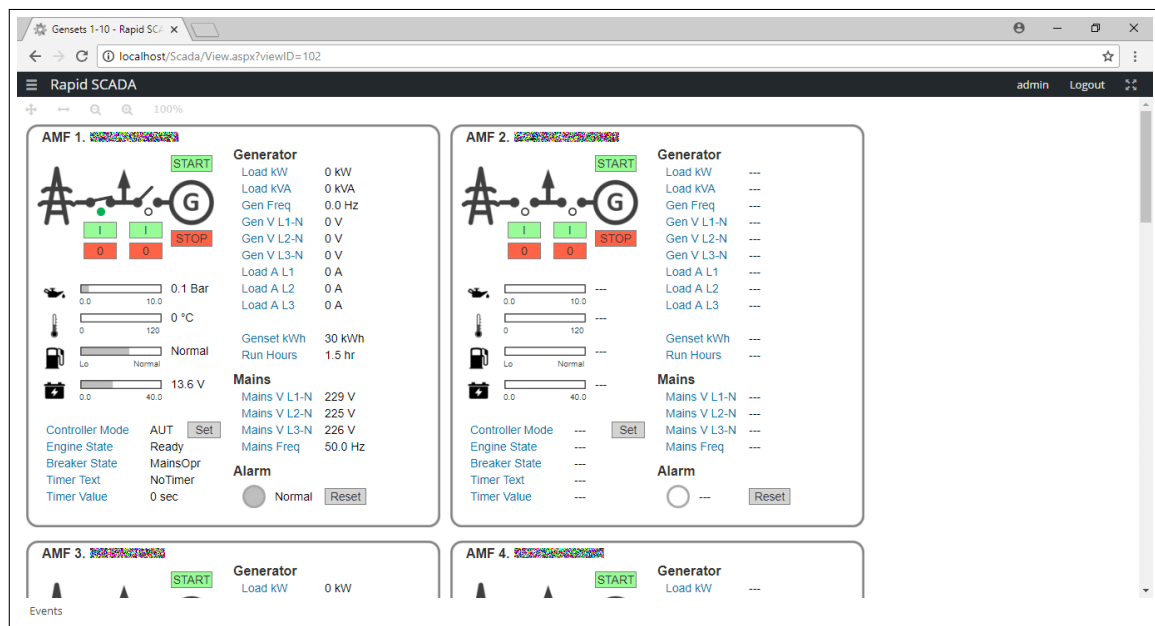 Gensets 1-10 - Rapid SC
localhost/Scada/View.aspx?viewID=102
Rapid SCADA
admin Logout
100%
AMF 1.
START
G
I I
STOP
0 0
0.1 Bar
0.0 10.0
0 °C
0 120
Normal
Lo Normal
13.6 V
0.0 40.0
Controller Mode AUT Set
Engine State Ready
Breaker State MainsOpr
Timer Text NoTimer
Timer Value 0 sec
Generator
Load kW 0 kW
Load kVA 0 kVA
Gen Freq 0.0 Hz
Gen V L1-N 0 V
Gen V L2-N 0 V
Gen V L3-N 0 V
Load A L1 0 A
Load A L2 0 A
Load A L3 0 A
Genset kWh 30 kWh
Run Hours 1.5 hr
Mains
Mains V L1-N 229 V
Mains V L2-N 225 V
Mains V L3-N 226 V
Mains Freq 50.0 Hz
Alarm
Normal Reset
AMF 2.
START
G
I I
STOP
0 0
---
0.0 10.0
---
0 120
---
Lo Normal
---
0.0 40.0
Controller Mode --- Set
Engine State ---
Breaker State ---
Timer Text ---
Timer Value ---
Generator
Load kW ---
Load kVA ---
Gen Freq ---
Gen V L1-N ---
Gen V L2-N ---
Gen V L3-N ---
Load A L1 ---
Load A L2 ---
Load A L3 ---
Genset kWh ---
Run Hours ---
Mains
Mains V L1-N ---
Mains V L2-N ---
Mains V L3-N ---
Mains Freq ---
Alarm
--- Reset
AMF 3.
START
Generator
Load kW 0 kW
AMF 4.
START
Generator
Load kW ---
Events